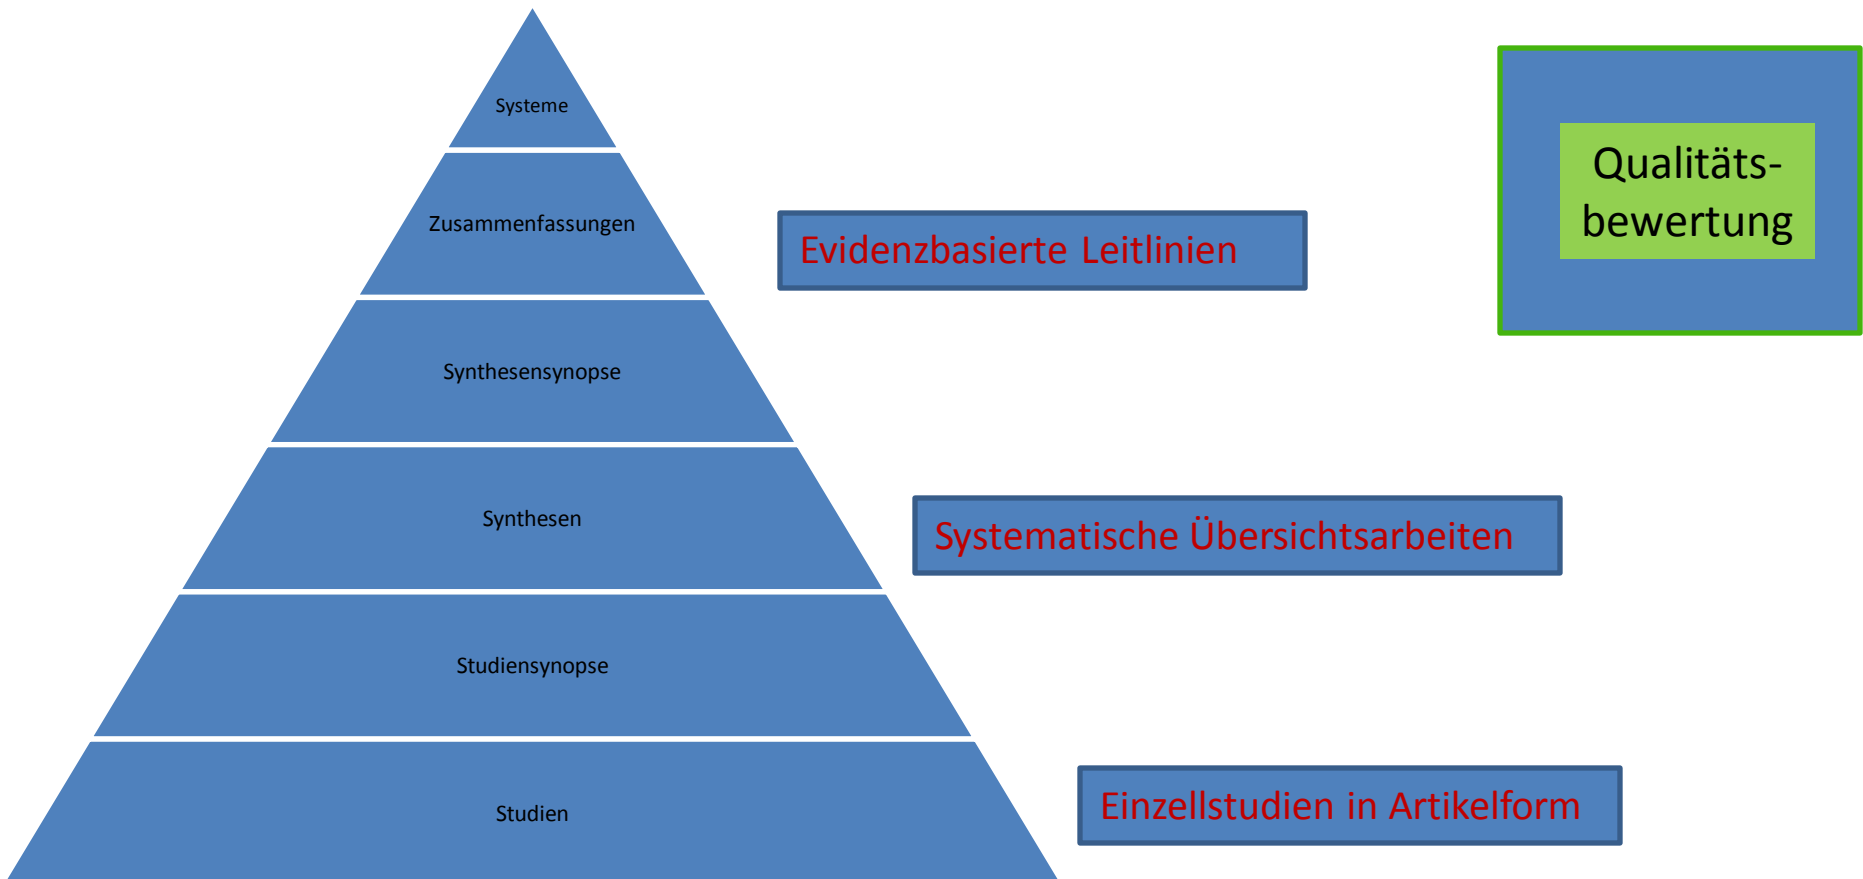 Systeme
Zusammenfassungen
Synthesensynopse
Synthesen
Studiensynopse
Studien
Evidenzbasierte Leitlinien
Systematische Übersichtsarbeiten
Einzellstudien in Artikelform
Qualitäts-
bewertung